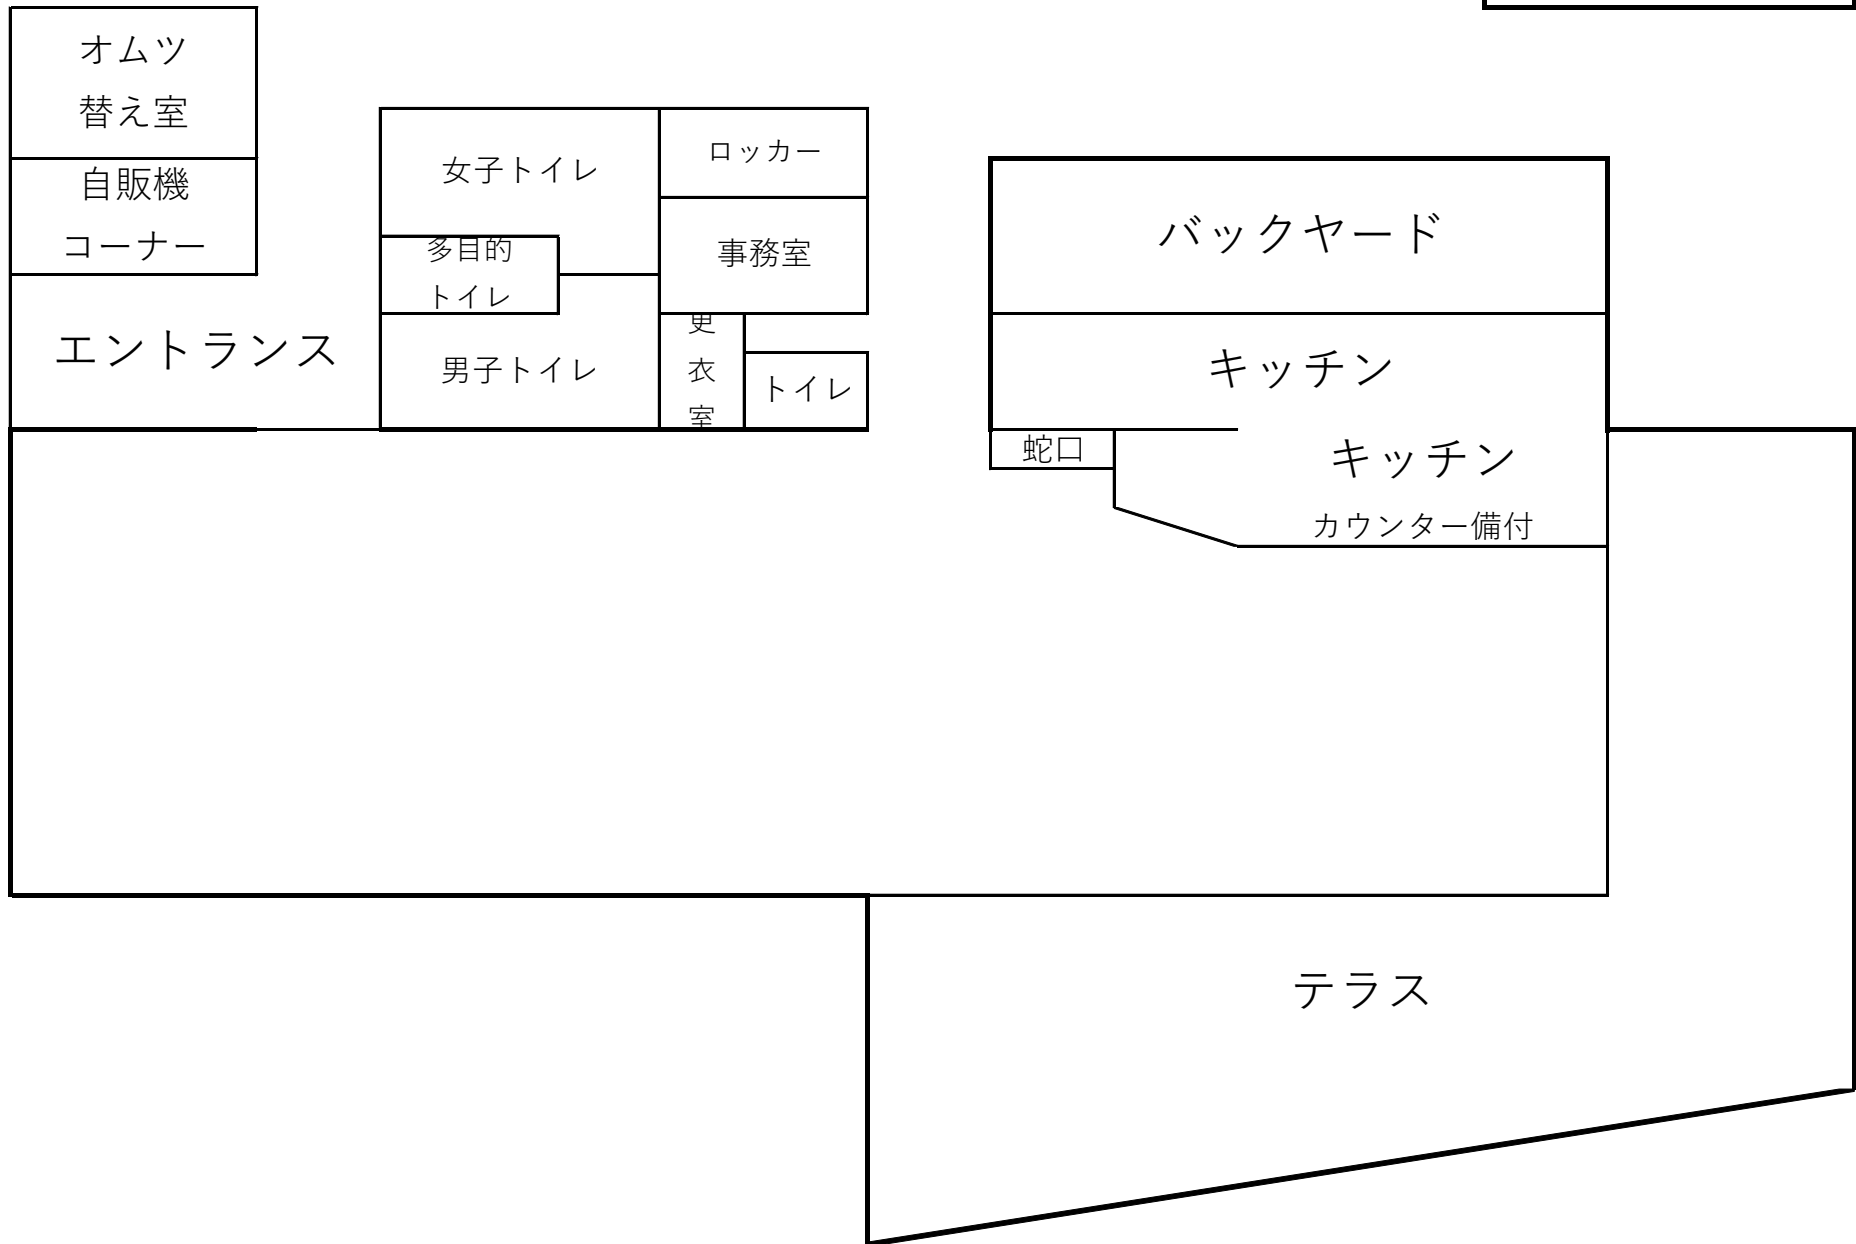 オムツ
替え室
自販機
コーナー
エントランス
女子トイレ
多目的
トイレ
男子トイレ
ロッカー
事務室
更
衣
室
トイレ
バックヤード
キッチン
蛇口
キッチン
カウンター備付
テラス